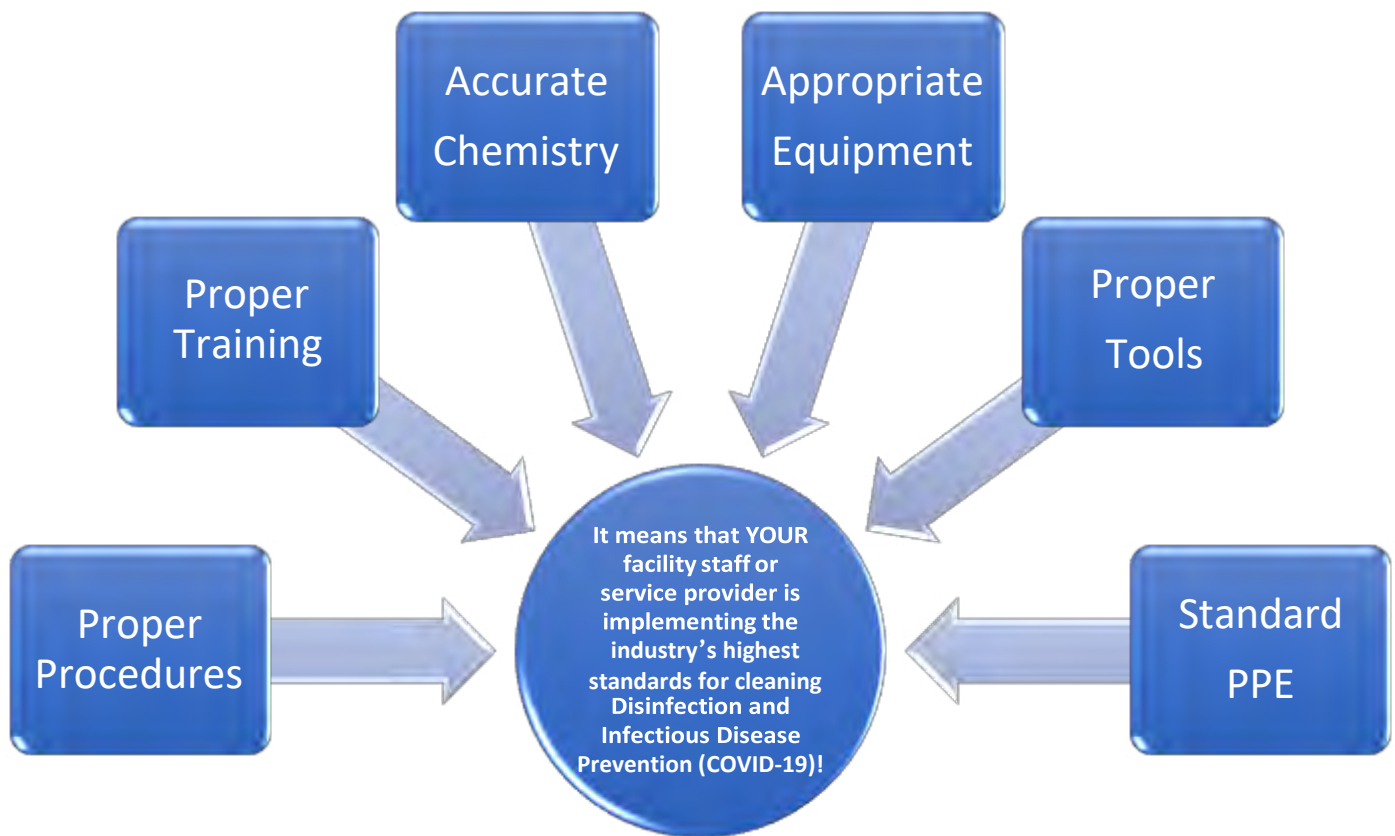 Accurate
Chemistry
Appropriate
Equipment
Proper
Training
Proper
Tools
Proper
Procedures
It means that YOUR
facility staff or
service provider is
implementing the
industry’s highest
standards for cleaning
Disinfection and
Infectious Disease
Prevention (COVID-19)!
Standard
PPE